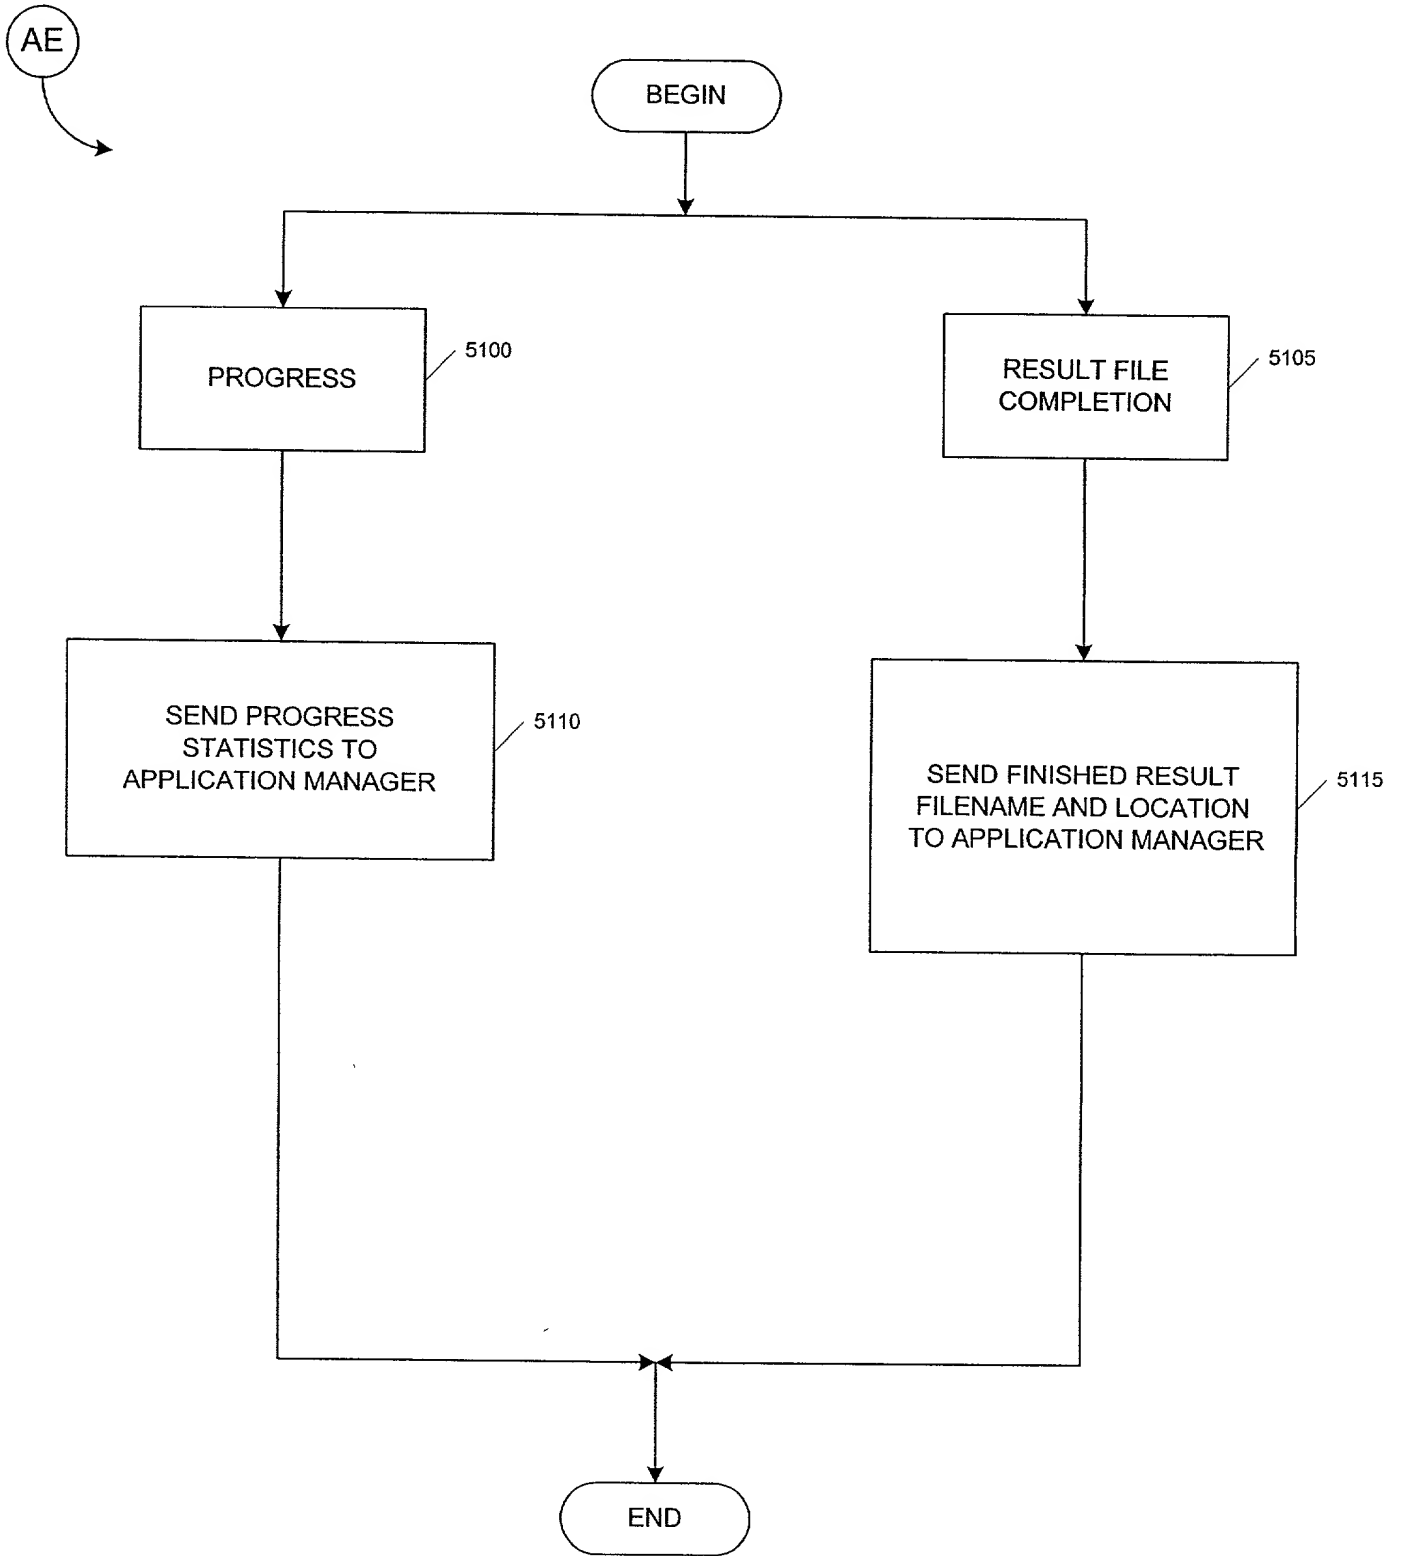 AE
BEGIN
PROGRESS
5100
RESULT FILE
COMPLETION
5105
SEND PROGRESS
STATISTICS TO
APPLICATION MANAGER
5110
SEND FINISHED RESULT
FILENAME AND LOCATION
TO APPLICATION MANAGER
5115
END